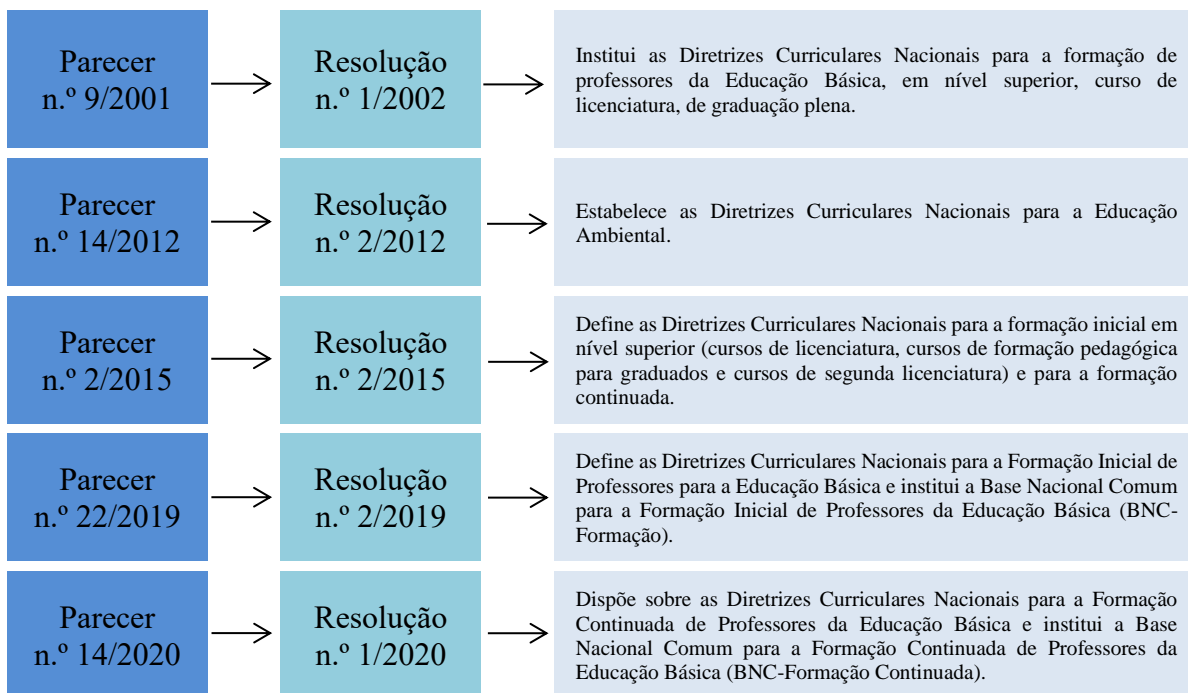 Parecer
n.º 9/2001
Resolução
n.º 1/2002
Institui as Diretrizes Curriculares Nacionais para a formação de
professores da Educação Básica, em nível superior, curso de
licenciatura, de graduação plena.
Parecer
n.º 14/2012
Resolução
n.º 2/2012
Estabelece as Diretrizes Curriculares Nacionais para a Educação
Ambiental.
Parecer
n.º 2/2015
Resolução
n.º 2/2015
Define as Diretrizes Curriculares Nacionais para a formação inicial em
nível superior (cursos de licenciatura, cursos de formação pedagógica
para graduados e cursos de segunda licenciatura) e para a formação
continuada.
Parecer
n.º 22/2019
Resolução
n.º 2/2019
Define as Diretrizes Curriculares Nacionais para a Formação Inicial de
Professores para a Educação Básica e institui a Base Nacional Comum
para a Formação Inicial de Professores da Educação Básica (BNC-
Formação).
Parecer
n.º 14/2020
Resolução
n.º 1/2020
Dispõe sobre as Diretrizes Curriculares Nacionais para a Formação
Continuada de Professores da Educação Básica e institui a Base
Nacional Comum para a Formação Continuada de Professores da
Educação Básica (BNC-Formação Continuada).